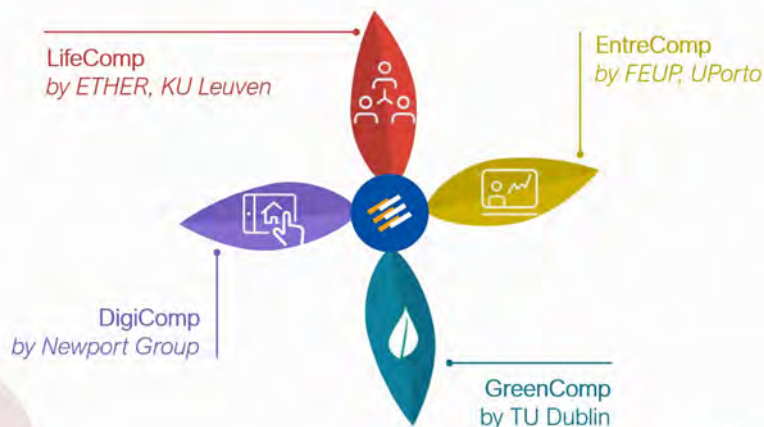 LifeComp
by ETHER, KU Leuven
EntreComp
by FEUP, UPorto
DigiComp
by Newport Group
GreenComp
by TU Dublin